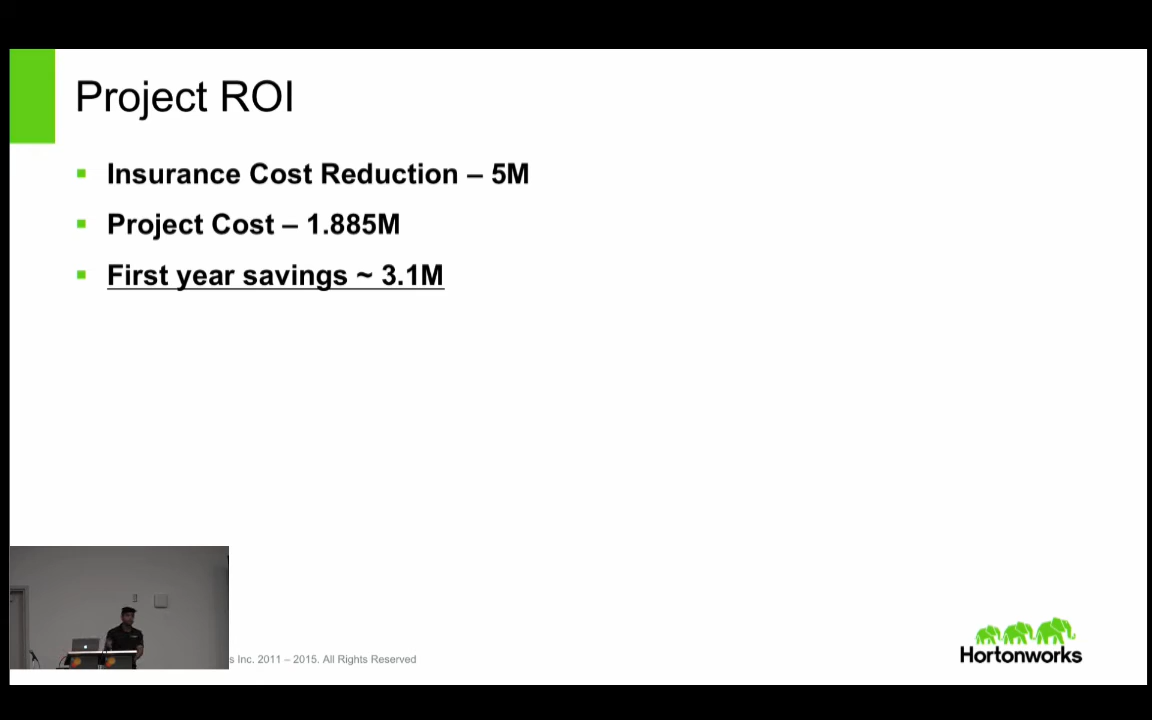 Project ROI
Insurance Cost Reduction – 5M
Project Cost – 1.885M
First year savings ~ 3.1M
s Inc. 2011 – 2015. All Rights Reserved
Hortonworks